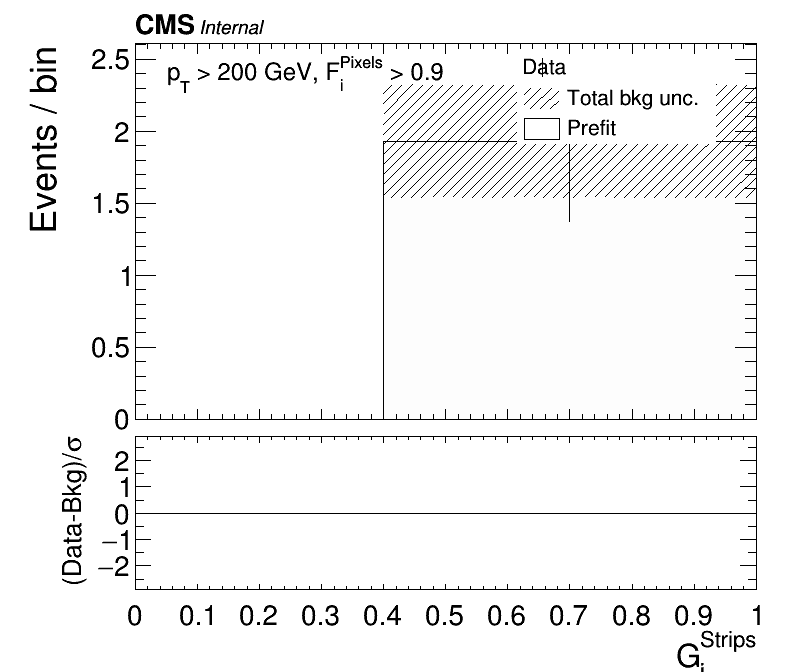 CMS Internal
Events / bin
p_T > 200 GeV, F_i^Pixels > 0.9
Data
Total bkg unc.
Prefit
2.5
2
1.5
1
0.5
0
(Data-Bkg)/σ
2
1
0
−1
−2
0 0.1 0.2 0.3 0.4 0.5 0.6 0.7 0.8 0.9 1
G_i^Strips